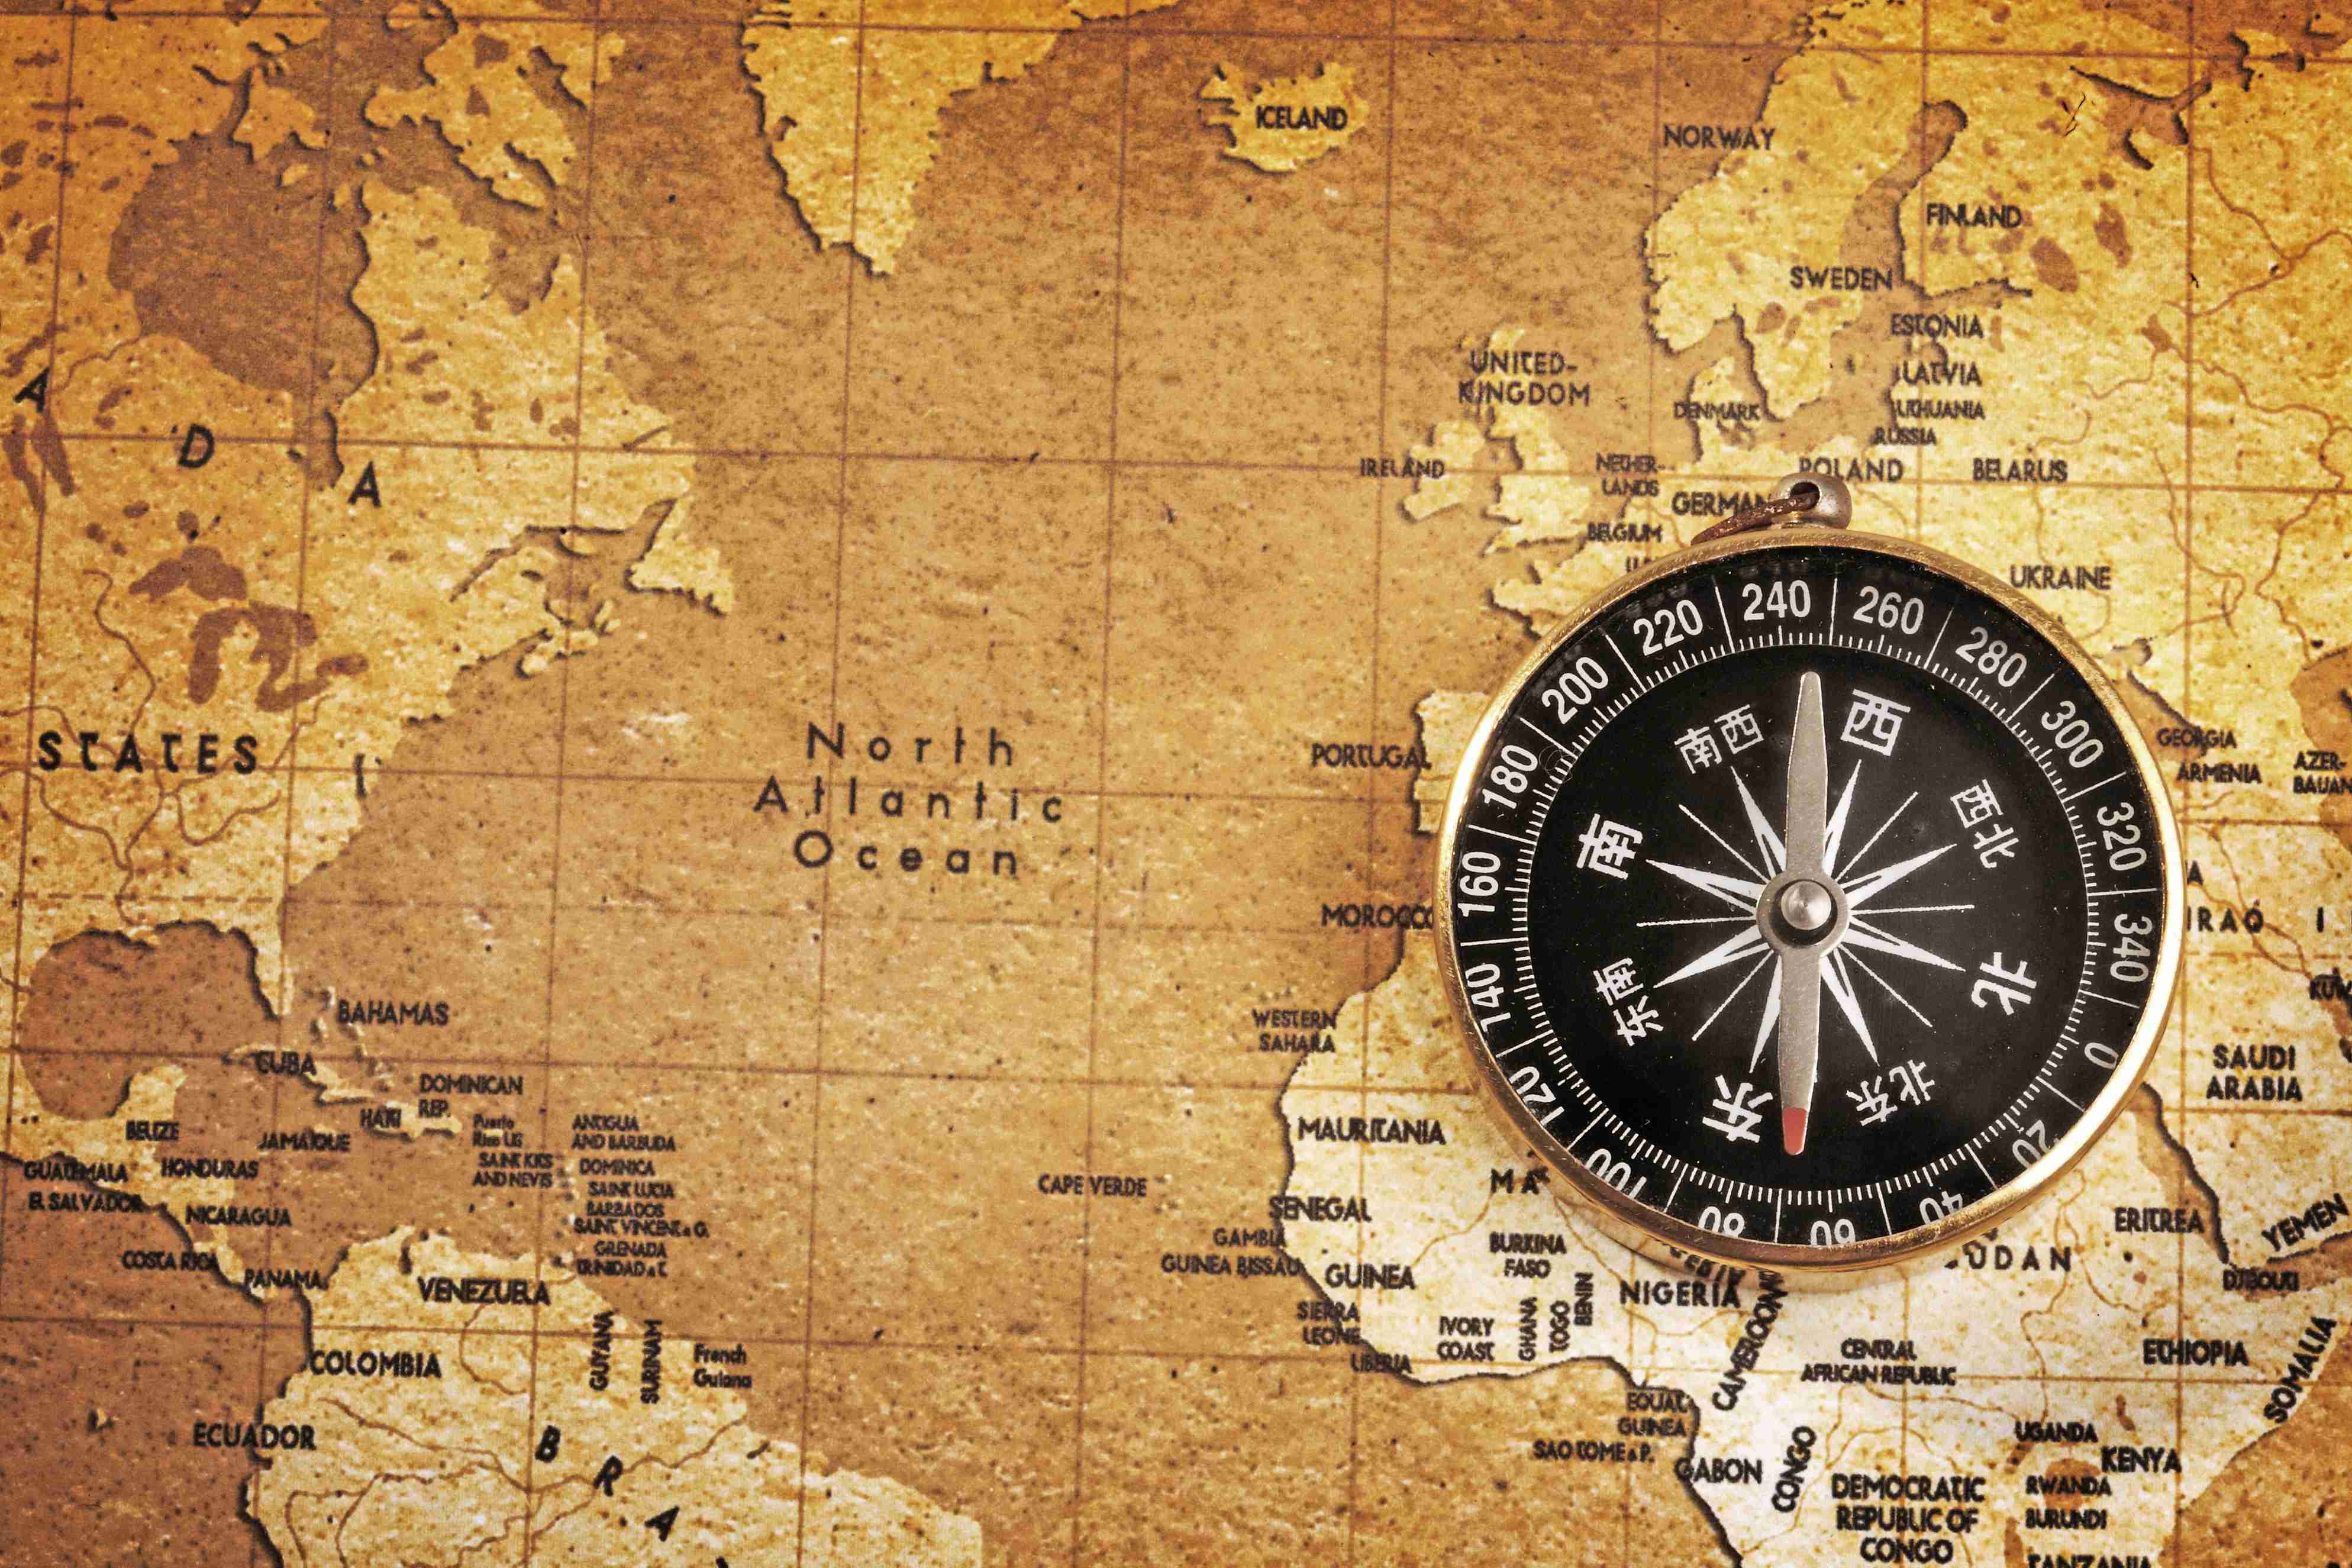 ICELAND
NORWAY
FINLAND
SWEDEN
ESTONIA
LATVIA
UNITED-
KINGDOM
DENMARK
LITHUANIA
RUSSIA
IRELAND
NETHER-
LANDS
POLAND
BELARUS
GERMAN
BELGIUM
UKRAINE
A
D
A
STATES
North
Atlantic
Ocean
PORTUGAL
MOROCCO
GEORGIA
ARMENIA
AZER-
BAIJAN
IRAQ
I
SAUDI
ARABIA
240
260
280
300
320
340
0
20
40
60
80
100
120
140
160
180
200
220
西
西北
北
东北
东
东南
南
西南
BAHAMAS
CUBA
DOMINICAN
REP.
HAITI
JAMAIQUE
BELIZE
GUATEMALA
HONDURAS
EL SALVADOR
NICARAGUA
COSTA RICA
PANAMA
Puerto
Rico US
SAINT KITS
AND NEVIS
ANTIGUA
AND BARBUDA
DOMINICA
SAINT LUCIA
BARBADOS
SAINT VINCENT & G.
GRENADA
TRINIDAD & T.
VENEZUELA
GUYANA
SURINAM
French
Guiana
COLOMBIA
ECUADOR
B
R
A
WESTERN
SAHARA
MAURITANIA
MA
CAPE VERDE
SENEGAL
GAMBIA
GUINEA BISSAU
GUINEA
SIERRA
LEONE
LIBERIA
BURKINA
FASO
IVORY
COAST
GHANA
TOGO
BENIN
NIGERIA
CAMEROON
UDAN
ERITREA
YEMEN
DJIBOUTI
CENTRAL
AFRICAN REPUBLIC
ETHIOPIA
SOMALIA
EQUAT.
GUINEA
SAO TOME & P.
GABON
CONGO
DEMOCRATIC
REPUBLIC OF
CONGO
UGANDA
KENYA
RWANDA
BURUNDI
TANZANIA